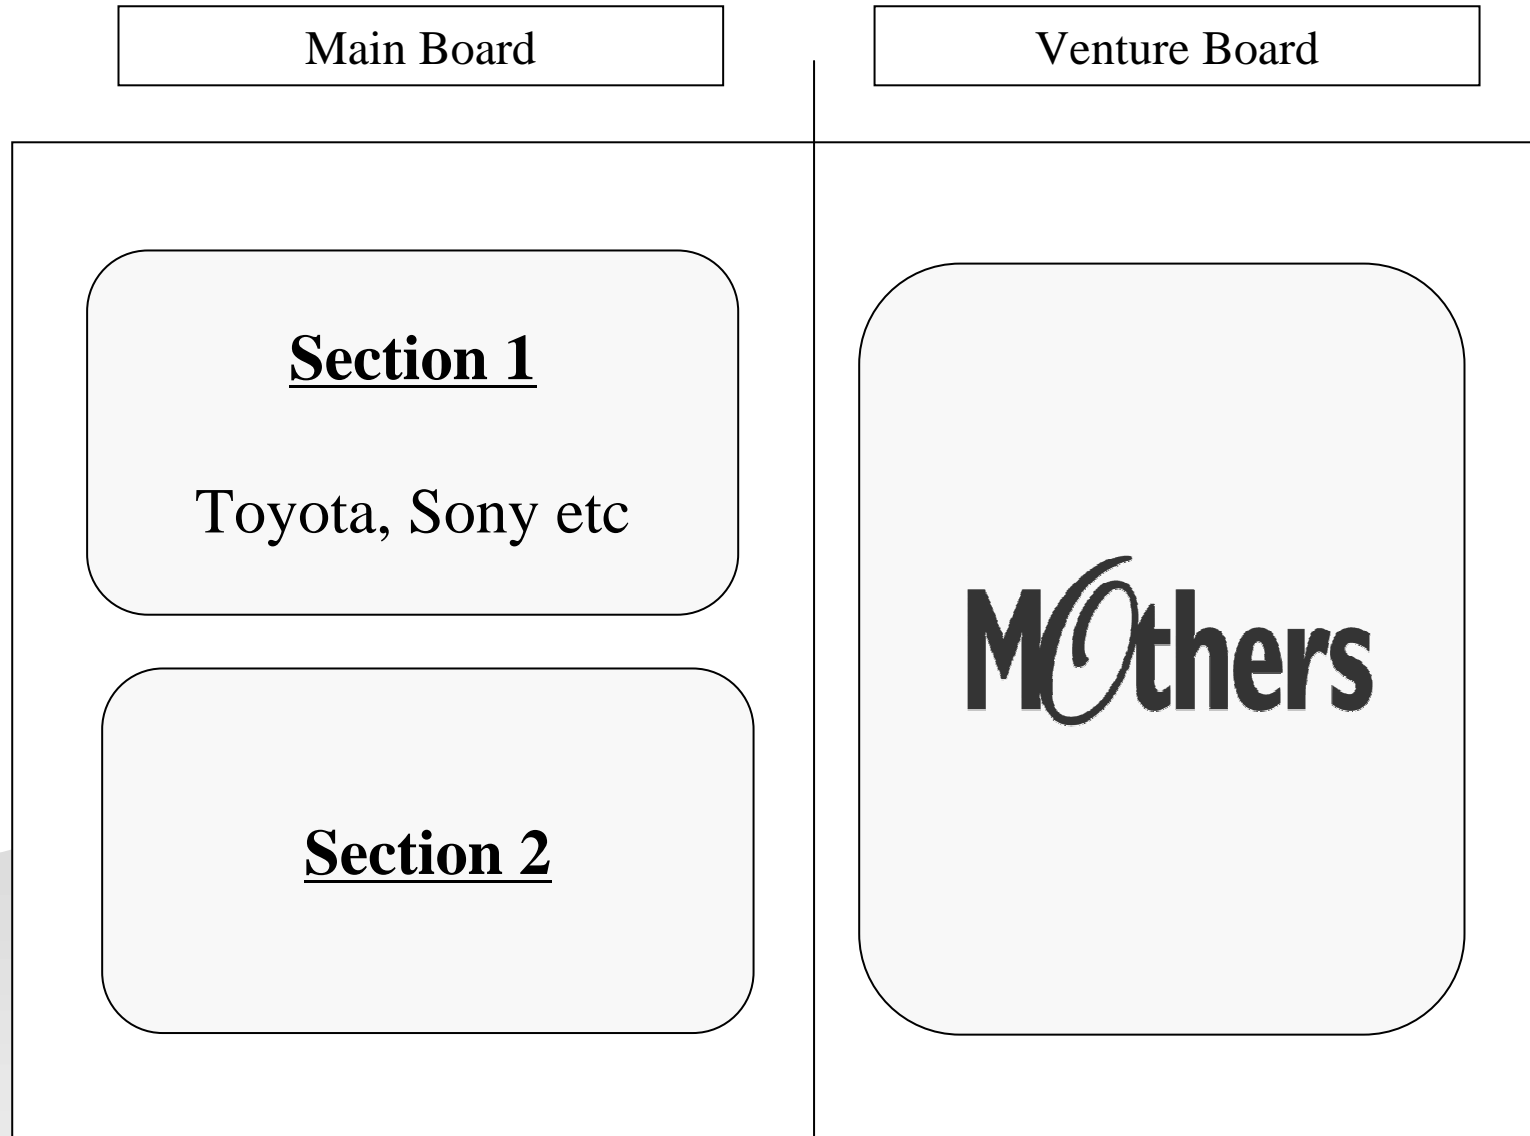 Main Board
Venture Board
Section 1
Toyota, Sony etc
Section 2
MOthers